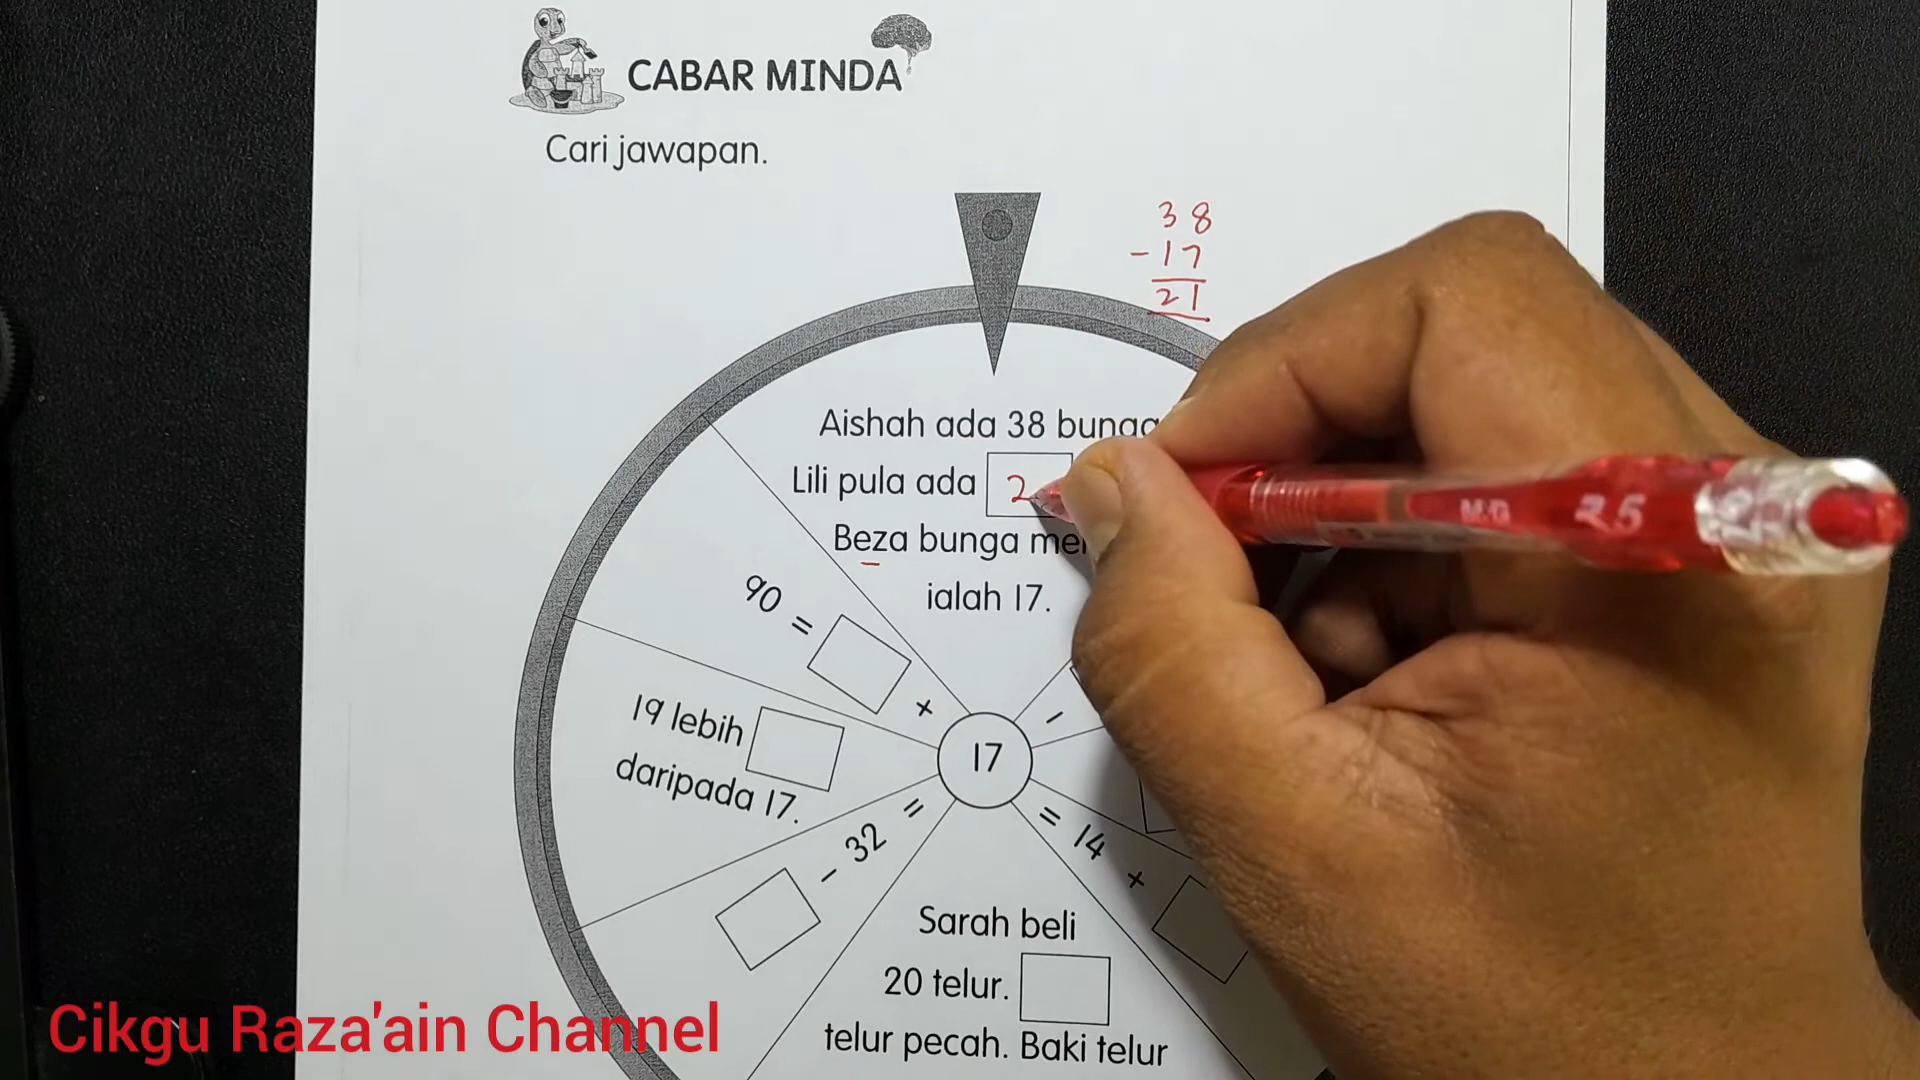 CABAR MINDA
Cari jawapan.
38
-17
21
Aishah ada 38 bunga
Lili pula ada 2
Beza bunga
ialah 17.
90 = +
19 lebih
daripada 17.
- 32 =
17
-
= 14 +
Sarah beli
20 telur.
telur pecah. Baki telur
M&G
Cikgu Raza'ain Channel